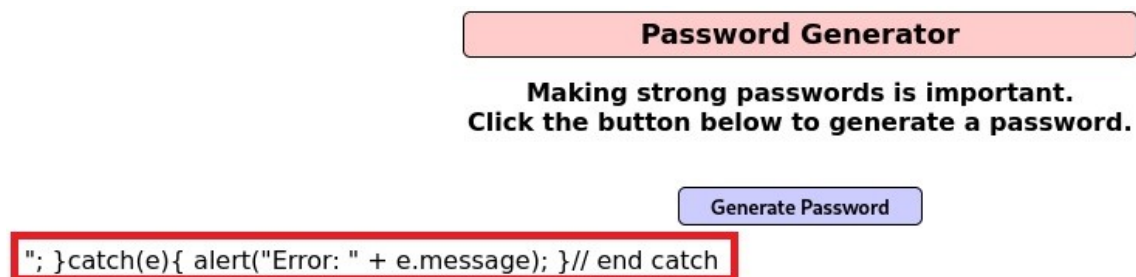 Password Generator
Making strong passwords is important.
Click the button below to generate a password.
Generate Password
"; }catch(e){ alert("Error: " + e.message); }// end catch